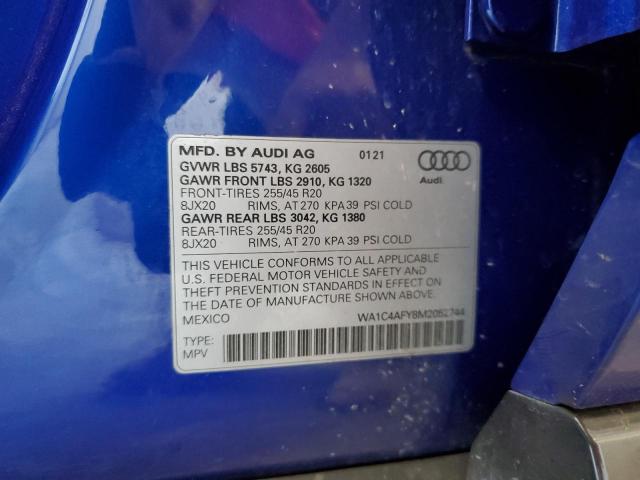 MFD. BY AUDI AG 0121
GVWR LBS 5743, KG 2605
GAWR FRONT LBS 2910, KG 1320
FRONT-TIRES 255/45 R20
8JX20 RIMS, AT 270 KPA 39 PSI COLD
GAWR REAR LBS 3042, KG 1380
REAR-TIRES 255/45 R20
8JX20 RIMS, AT 270 KPA 39 PSI COLD
Audi
THIS VEHICLE CONFORMS TO ALL APPLICABLE
U.S. FEDERAL MOTOR VEHICLE SAFETY AND
THEFT PREVENTION STANDARDS IN EFFECT ON
THE DATE OF MANUFACTURE SHOWN ABOVE.
MEXICO WA1C4AFY8M2052744
TYPE:
MPV